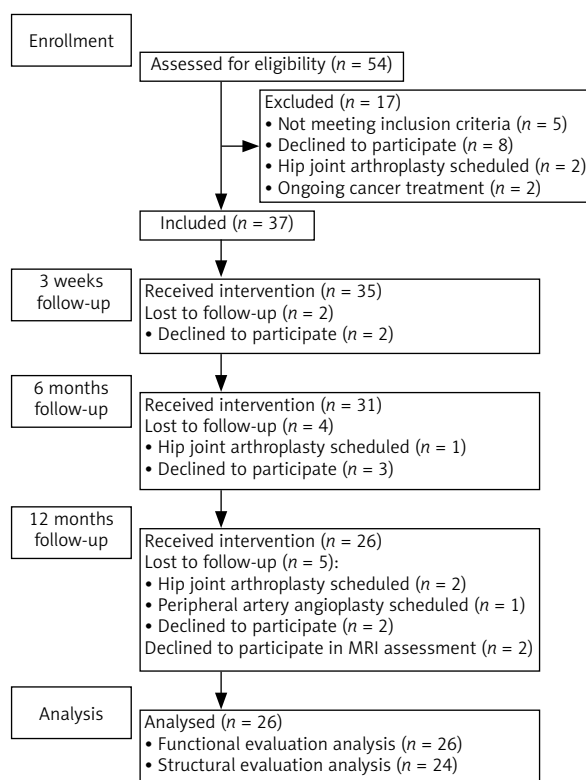 Enrollment
Assessed for eligibility (n = 54)
Excluded (n = 17)
• Not meeting inclusion criteria (n = 5)
• Declined to participate (n = 8)
• Hip joint arthroplasty scheduled (n = 2)
• Ongoing cancer treatment (n = 2)
Included (n = 37)
3 weeks
follow-up
Received intervention (n = 35)
Lost to follow-up (n = 2)
• Declined to participate (n = 2)
6 months
follow-up
Received intervention (n = 31)
Lost to follow-up (n = 4)
• Hip joint arthroplasty scheduled (n = 1)
• Declined to participate (n = 3)
12 months
follow-up
Received intervention (n = 26)
Lost to follow-up (n = 5):
• Hip joint arthroplasty scheduled (n = 2)
• Peripheral artery angioplasty scheduled (n = 1)
• Declined to participate (n = 2)
Declined to participate in MRI assessment (n = 2)
Analysis
Analysed (n = 26)
• Functional evaluation analysis (n = 26)
• Structural evaluation analysis (n = 24)